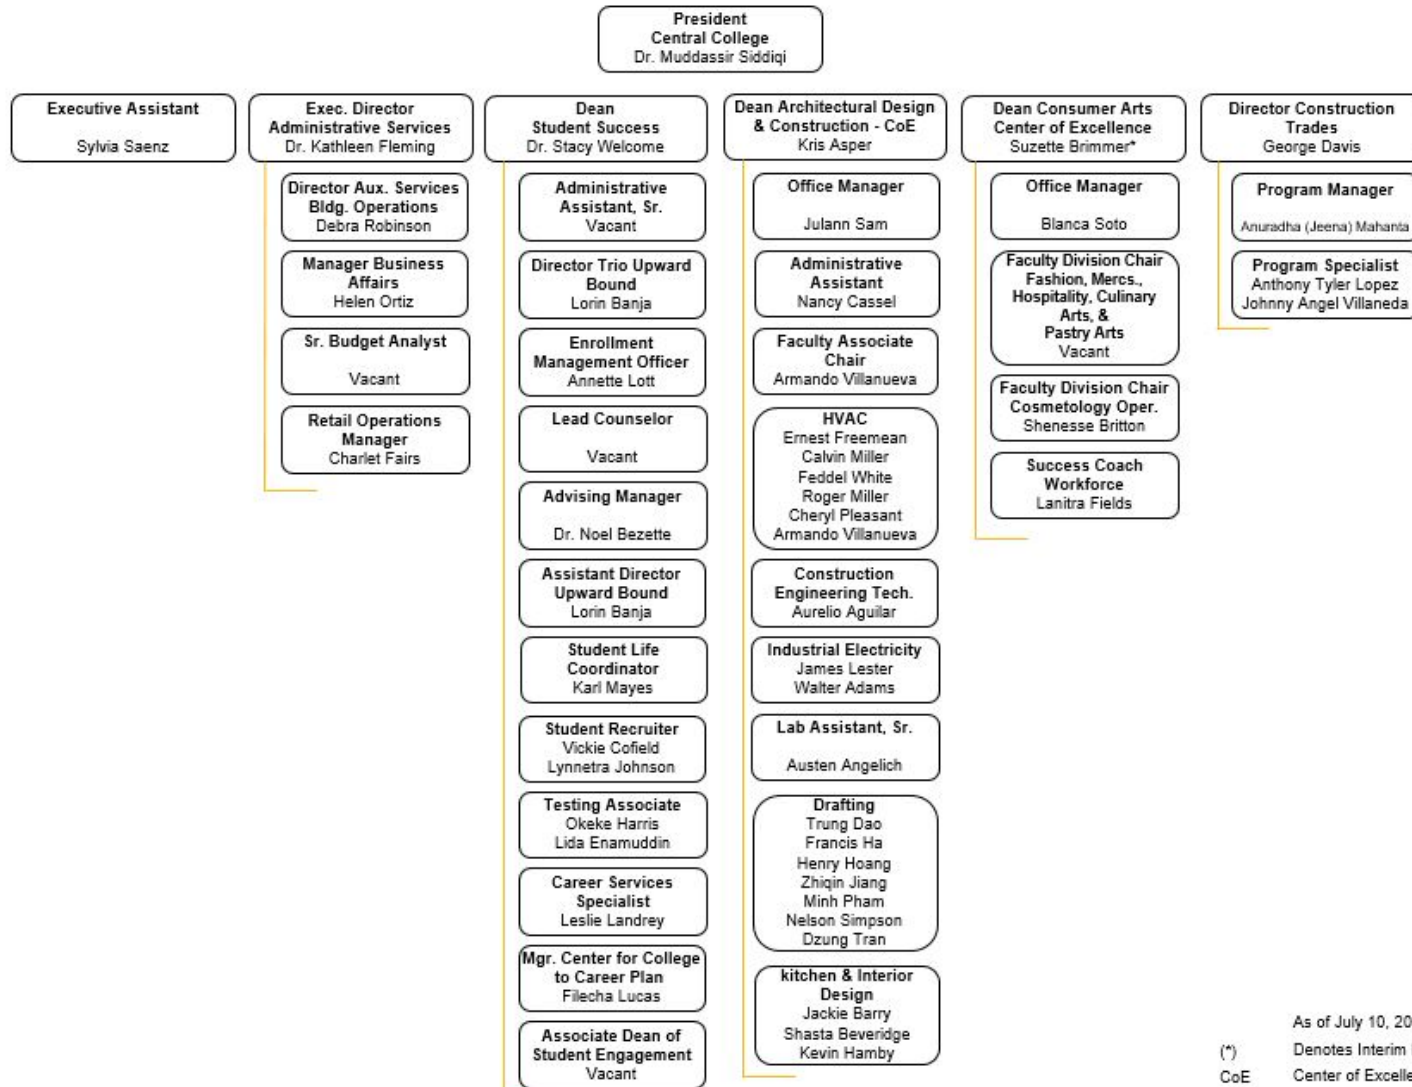 President
Central College
Dr. Muddassir Siddiqi
Executive Assistant
Sylvia Saenz
Exec. Director
Administrative Services
Dr. Kathleen Fleming
Director Aux. Services
Bldg. Operations
Debra Robinson
Manager Business
Affairs
Helen Ortiz
Sr. Budget Analyst
Vacant
Retail Operations
Manager
Charlet Fairs
Dean
Student Success
Dr. Stacy Welcome
Administrative
Assistant, Sr.
Vacant
Director Trio Upward
Bound
Lorin Banja
Enrollment
Management Officer
Annette Lott
Lead Counselor
Vacant
Advising Manager
Dr. Noel Bezette
Assistant Director
Upward Bound
Lorin Banja
Student Life
Coordinator
Karl Mayes
Student Recruiter
Vickie Cofield
Lynnetra Johnson
Testing Associate
Okeke Harris
Lida Enamuddin
Career Services
Specialist
Leslie Landrey
Mgr. Center for College
to Career Plan
Filecha Lucas
Associate Dean of
Student Engagement
Vacant
Dean Architectural Design
& Construction - CoE
Kris Asper
Office Manager
Julann Sam
Administrative
Assistant
Nancy Cassel
Faculty Associate
Chair
Armando Villanueva
HVAC
Ernest Freemean
Calvin Miller
Feddel White
Roger Miller
Cheryl Pleasant
Armando Villanueva
Construction
Engineering Tech.
Aurelio Aguilar
Industrial Electricity
James Lester
Walter Adams
Lab Assistant, Sr.
Austen Angelich
Drafting
Trung Dao
Francis Ha
Henry Hoang
Zhiqin Jiang
Minh Pham
Nelson Simpson
Dzung Tran
kitchen & Interior
Design
Jackie Barry
Shasta Beveridge
Kevin Hamby
Dean Consumer Arts
Center of Excellence
Suzette Brimmer*
Office Manager
Blanca Soto
Faculty Division Chair
Fashion, Mercs.,
Hospitality, Culinary
Arts, &
Pastry Arts
Vacant
Faculty Division Chair
Cosmetology Oper.
Shenesse Britton
Success Coach
Workforce
Lanitra Fields
Director Construction
Trades
George Davis
Program Manager
Anuradha (Jeena) Mahanta
Program Specialist
Anthony Tyler Lopez
Johnny Angel Villaneda
As of July 10, 20
(*) Denotes Interim
CoE Center of Excelle